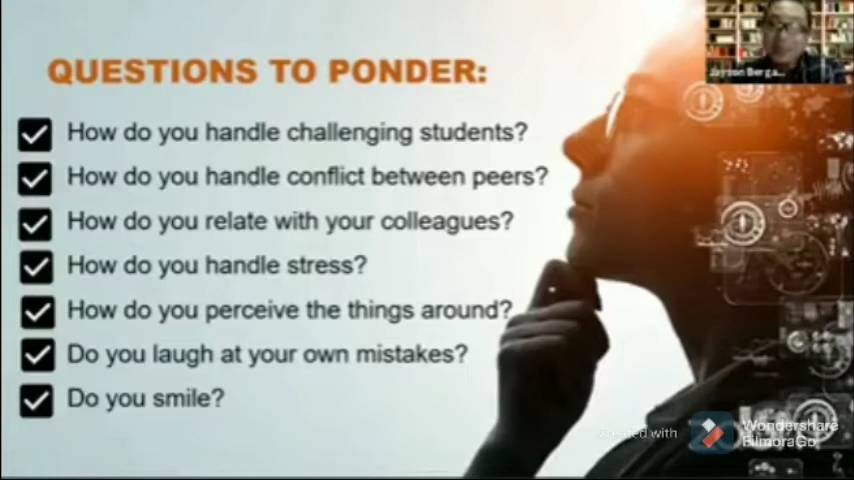 QUESTIONS TO PONDER:
How do you handle challenging students?
How do you handle conflict between peers?
How do you relate with your colleagues?
How do you handle stress?
How do you perceive the things around?
Do you laugh at your own mistakes?
Do you smile?
with
Wondershare
FilmoraGo